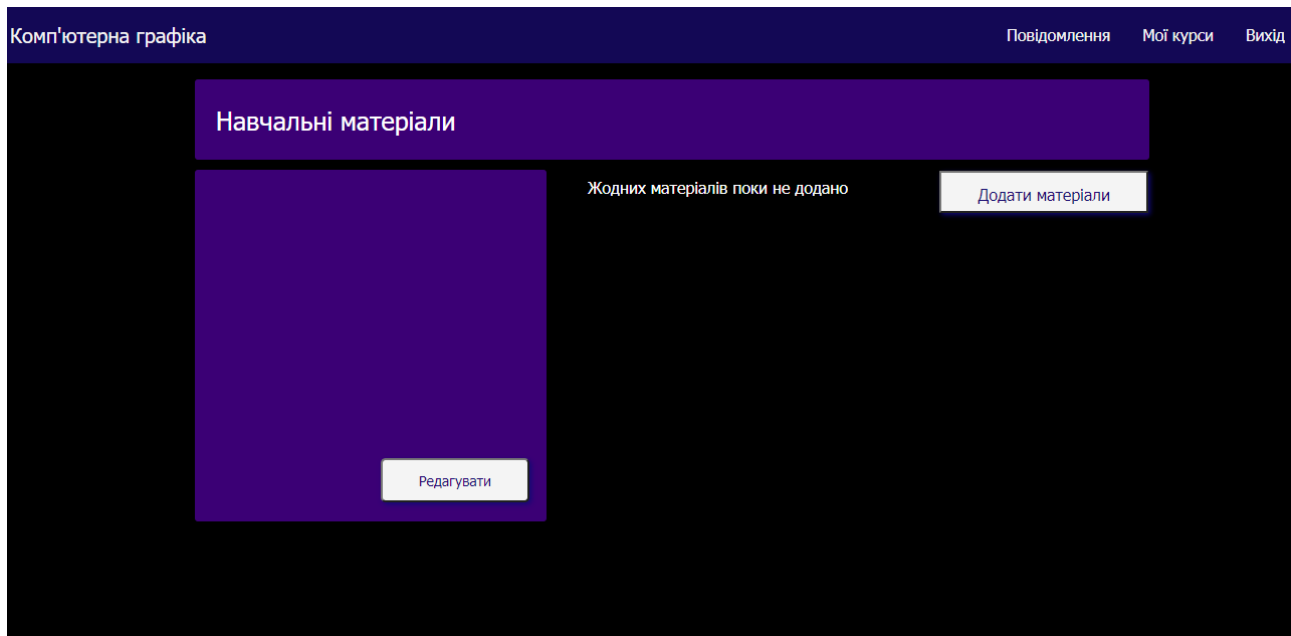 Комп'ютерна графіка
Повідомлення
Мої курси
Вихід
Навчальні матеріали
Жодних матеріалів поки не додано
Додати матеріали
Редагувати